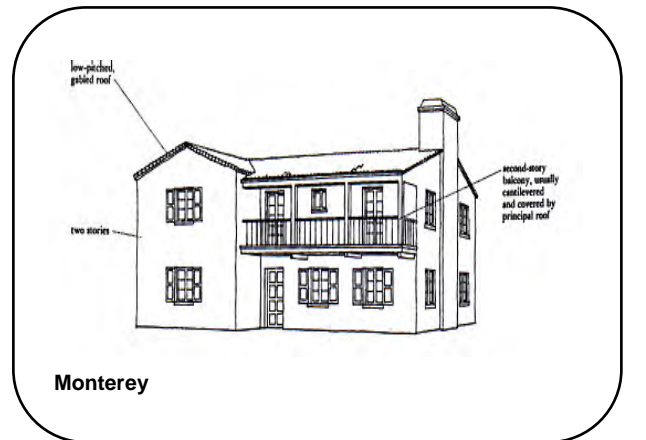 low-pitched,
gabled roof
two stories
second-story
balcony, usually
cantilevered
and covered by
principal roof
Monterey